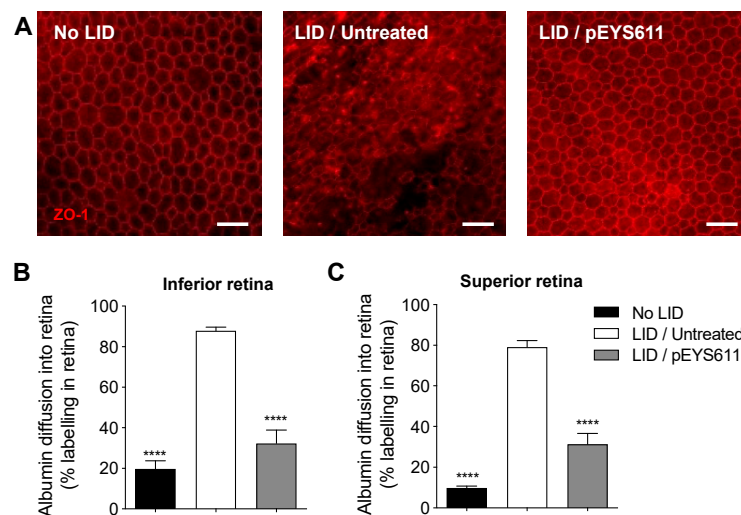 A
No LID
LID / Untreated
LID / pEYS611
ZO-1
B
Inferior retina
Albumin diffusion into retina
(% labelling in retina)
100
80
60
40
20
0
****
****
C
Superior retina
Albumin diffusion into retina
(% labelling in retina)
100
80
60
40
20
0
****
****
No LID
LID / Untreated
LID / pEYS611